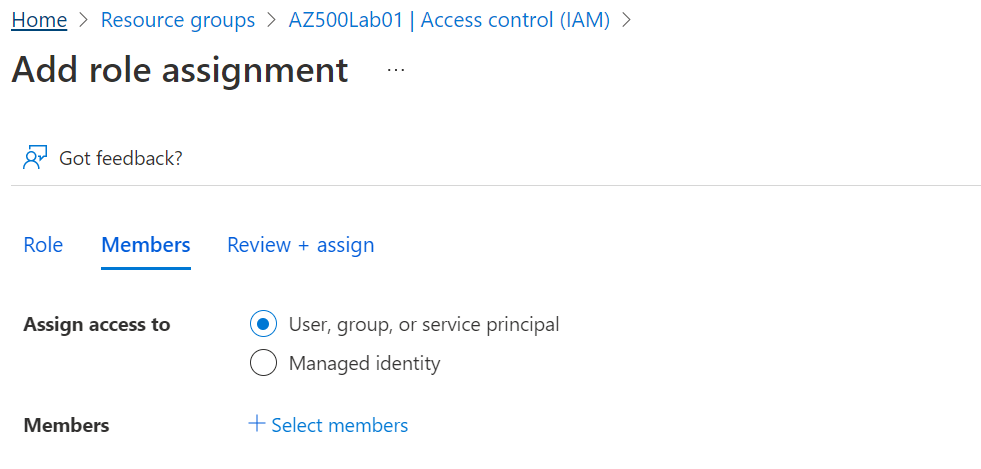 Home > Resource groups > AZ500Lab01 | Access control (IAM) >
Add role assignment ...
Got feedback?
Role Members Review + assign
Assign access to User, group, or service principal
Managed identity
Members + Select members